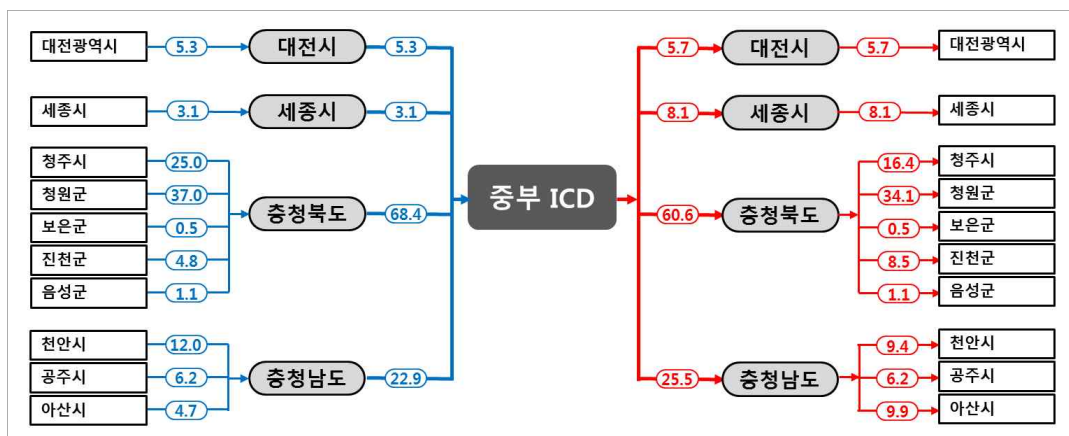 대전광역시 5.3 대전시 5.3 5.7 대전시 5.7 대전광역시
세종시 3.1 세종시 3.1 8.1 세종시 8.1 세종시
청주시 25.0 16.4 청주시
청원군 37.0 34.1 청원군
중부 ICD
충청북도 68.4 60.6 충청북도
보은군 0.5 0.5 보은군
진천군 4.8 8.5 진천군
음성군 1.1 1.1 음성군
천안시 12.0 9.4 천안시
공주시 6.2 충청남도 22.9 25.5 충청남도 6.2 공주시
아산시 4.7 9.9 아산시